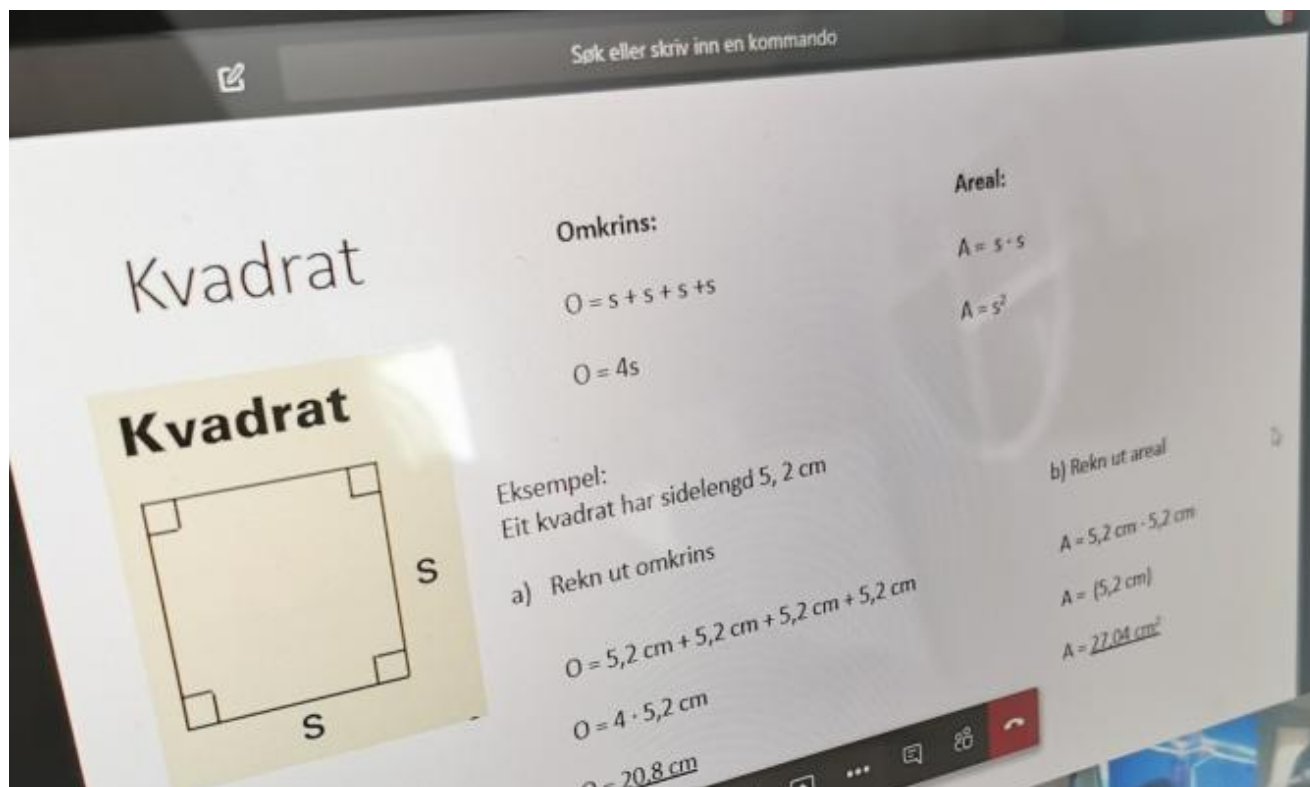 Søk eller skriv inn en kommando
Kvadrat
Omkrins:
O = s + s + s +s
O = 4s
Areal:
A = s · s
A = s²
Kvadrat
S
S
Eksempel:
Eit kvadrat har sidelengd 5, 2 cm
a) Rekn ut omkrins
O = 5,2 cm + 5,2 cm + 5,2 cm + 5,2 cm
O = 4 · 5,2 cm
20,8 cm
b) Rekn ut areal
A = 5,2 cm · 5,2 cm
A = (5,2 cm)
A = 27,04 cm²